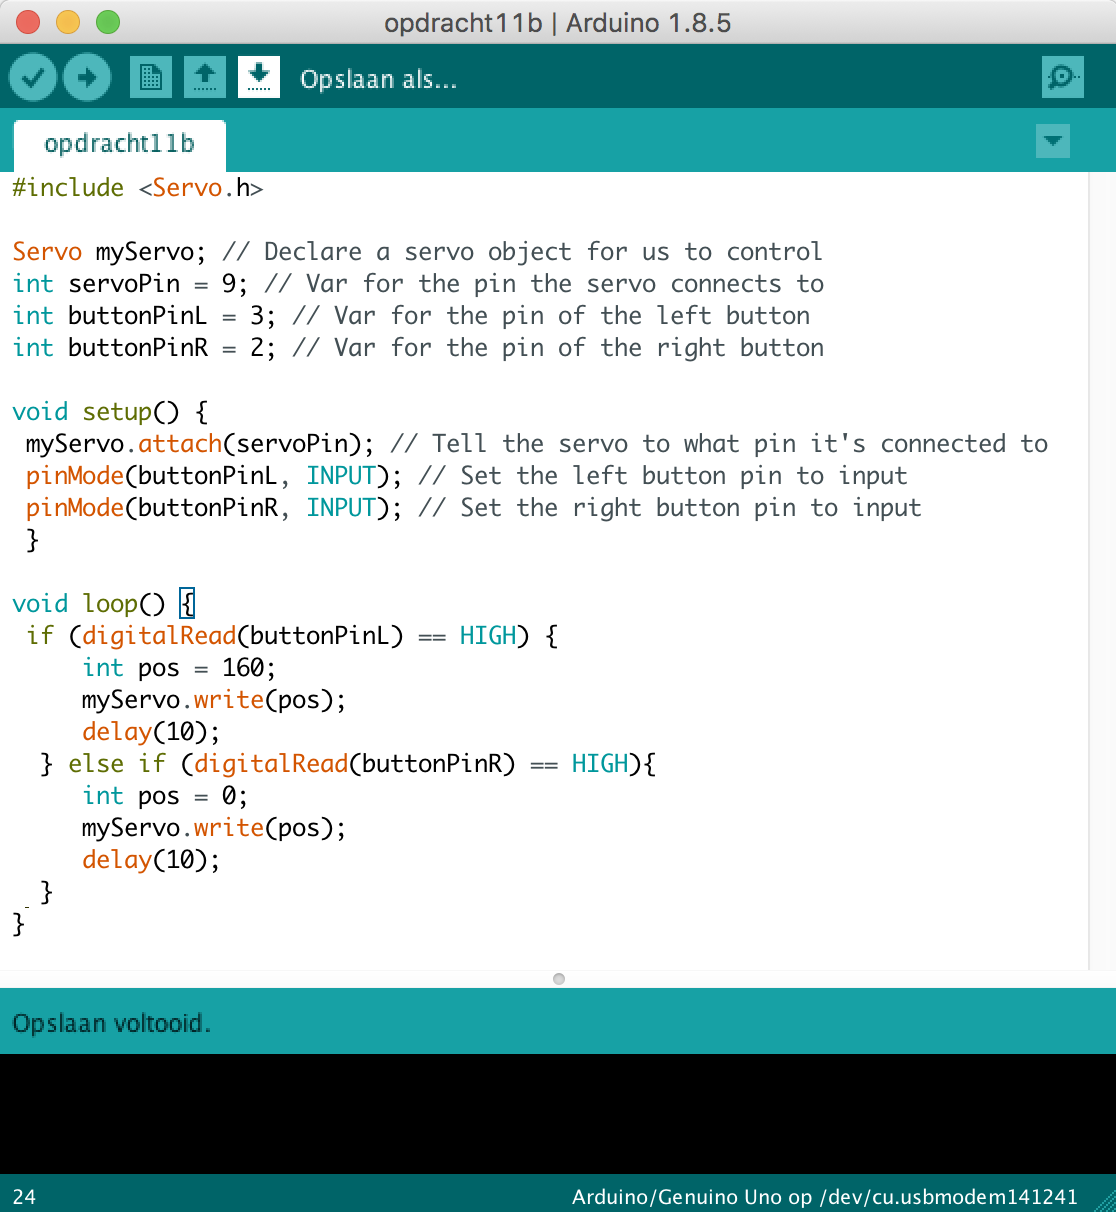 opdracht11b | Arduino 1.8.5
Opslaan als...
opdracht11b
#include <Servo.h>
Servo myServo; // Declare a servo object for us to control
int servoPin = 9; // Var for the pin the servo connects to
int buttonPinL = 3; // Var for the pin of the left button
int buttonPinR = 2; // Var for the pin of the right button
void setup() {
myServo.attach(servoPin); // Tell the servo to what pin it's connected to
pinMode(buttonPinL, INPUT); // Set the left button pin to input
pinMode(buttonPinR, INPUT); // Set the right button pin to input
}
void loop() {
if (digitalRead(buttonPinL) == HIGH) {
int pos = 160;
myServo.write(pos);
delay(10);
} else if (digitalRead(buttonPinR) == HIGH){
int pos = 0;
myServo.write(pos);
delay(10);
}
}
Opslaan voltooid.
24 Arduino/Genuino Uno op /dev/cu.usbmodem141241